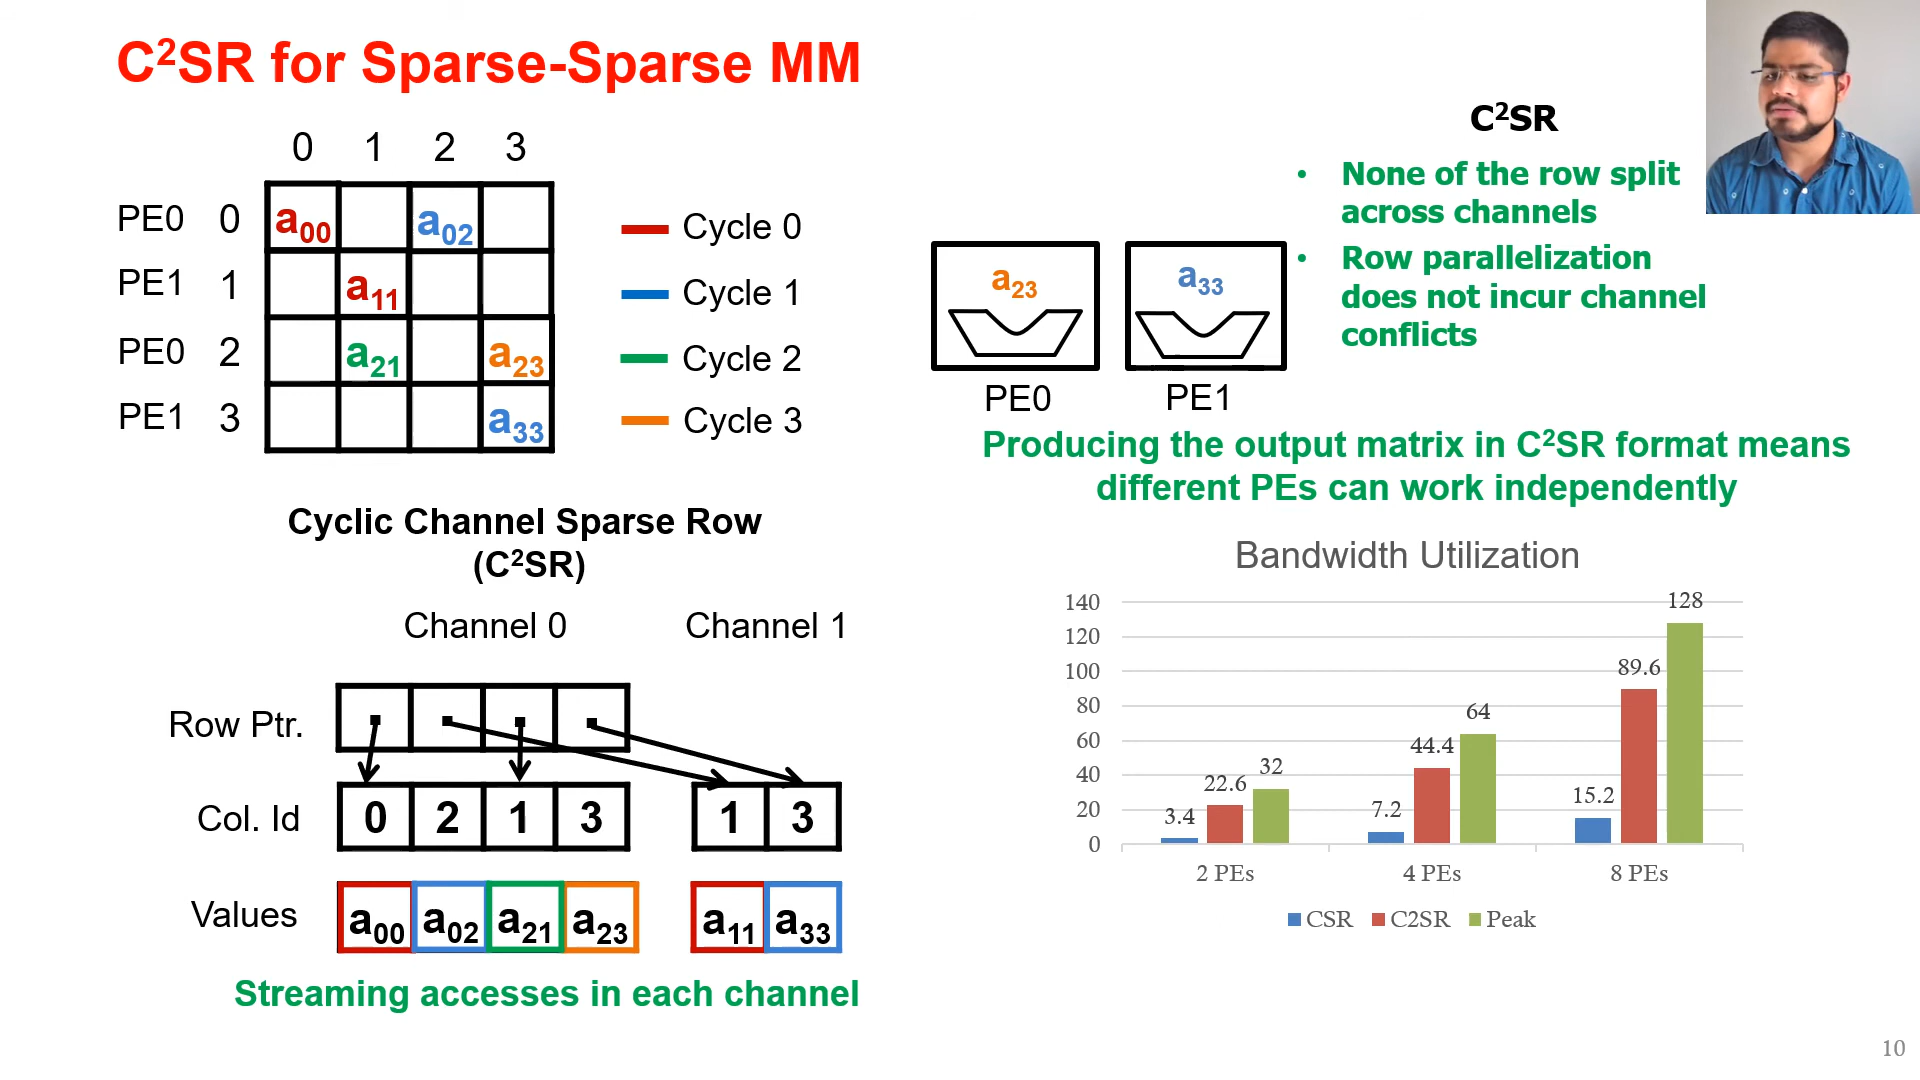 C²SR for Sparse-Sparse MM
0 1 2 3
PE0 0 a00 a02
PE1 1 a11
PE0 2 a21 a23
PE1 3 a33
Cycle 0
Cycle 1
Cycle 2
Cycle 3
Cyclic Channel Sparse Row
(C²SR)
Channel 0 Channel 1
Row Ptr.
Col. Id 0 2 1 3 1 3
Values a00 a02 a21 a23 a11 a33
Streaming accesses in each channel
a23 a33
PE0 PE1
C²SR
• None of the row split
across channels
• Row parallelization
does not incur channel
conflicts
Producing the output matrix in C²SR format means
different PEs can work independently
Bandwidth Utilization
140
120
100
80
60
40
20
0
3.4 22.6 32
7.2 44.4 64
15.2 89.6 128
2 PEs 4 PEs 8 PEs
CSR C2SR Peak
10